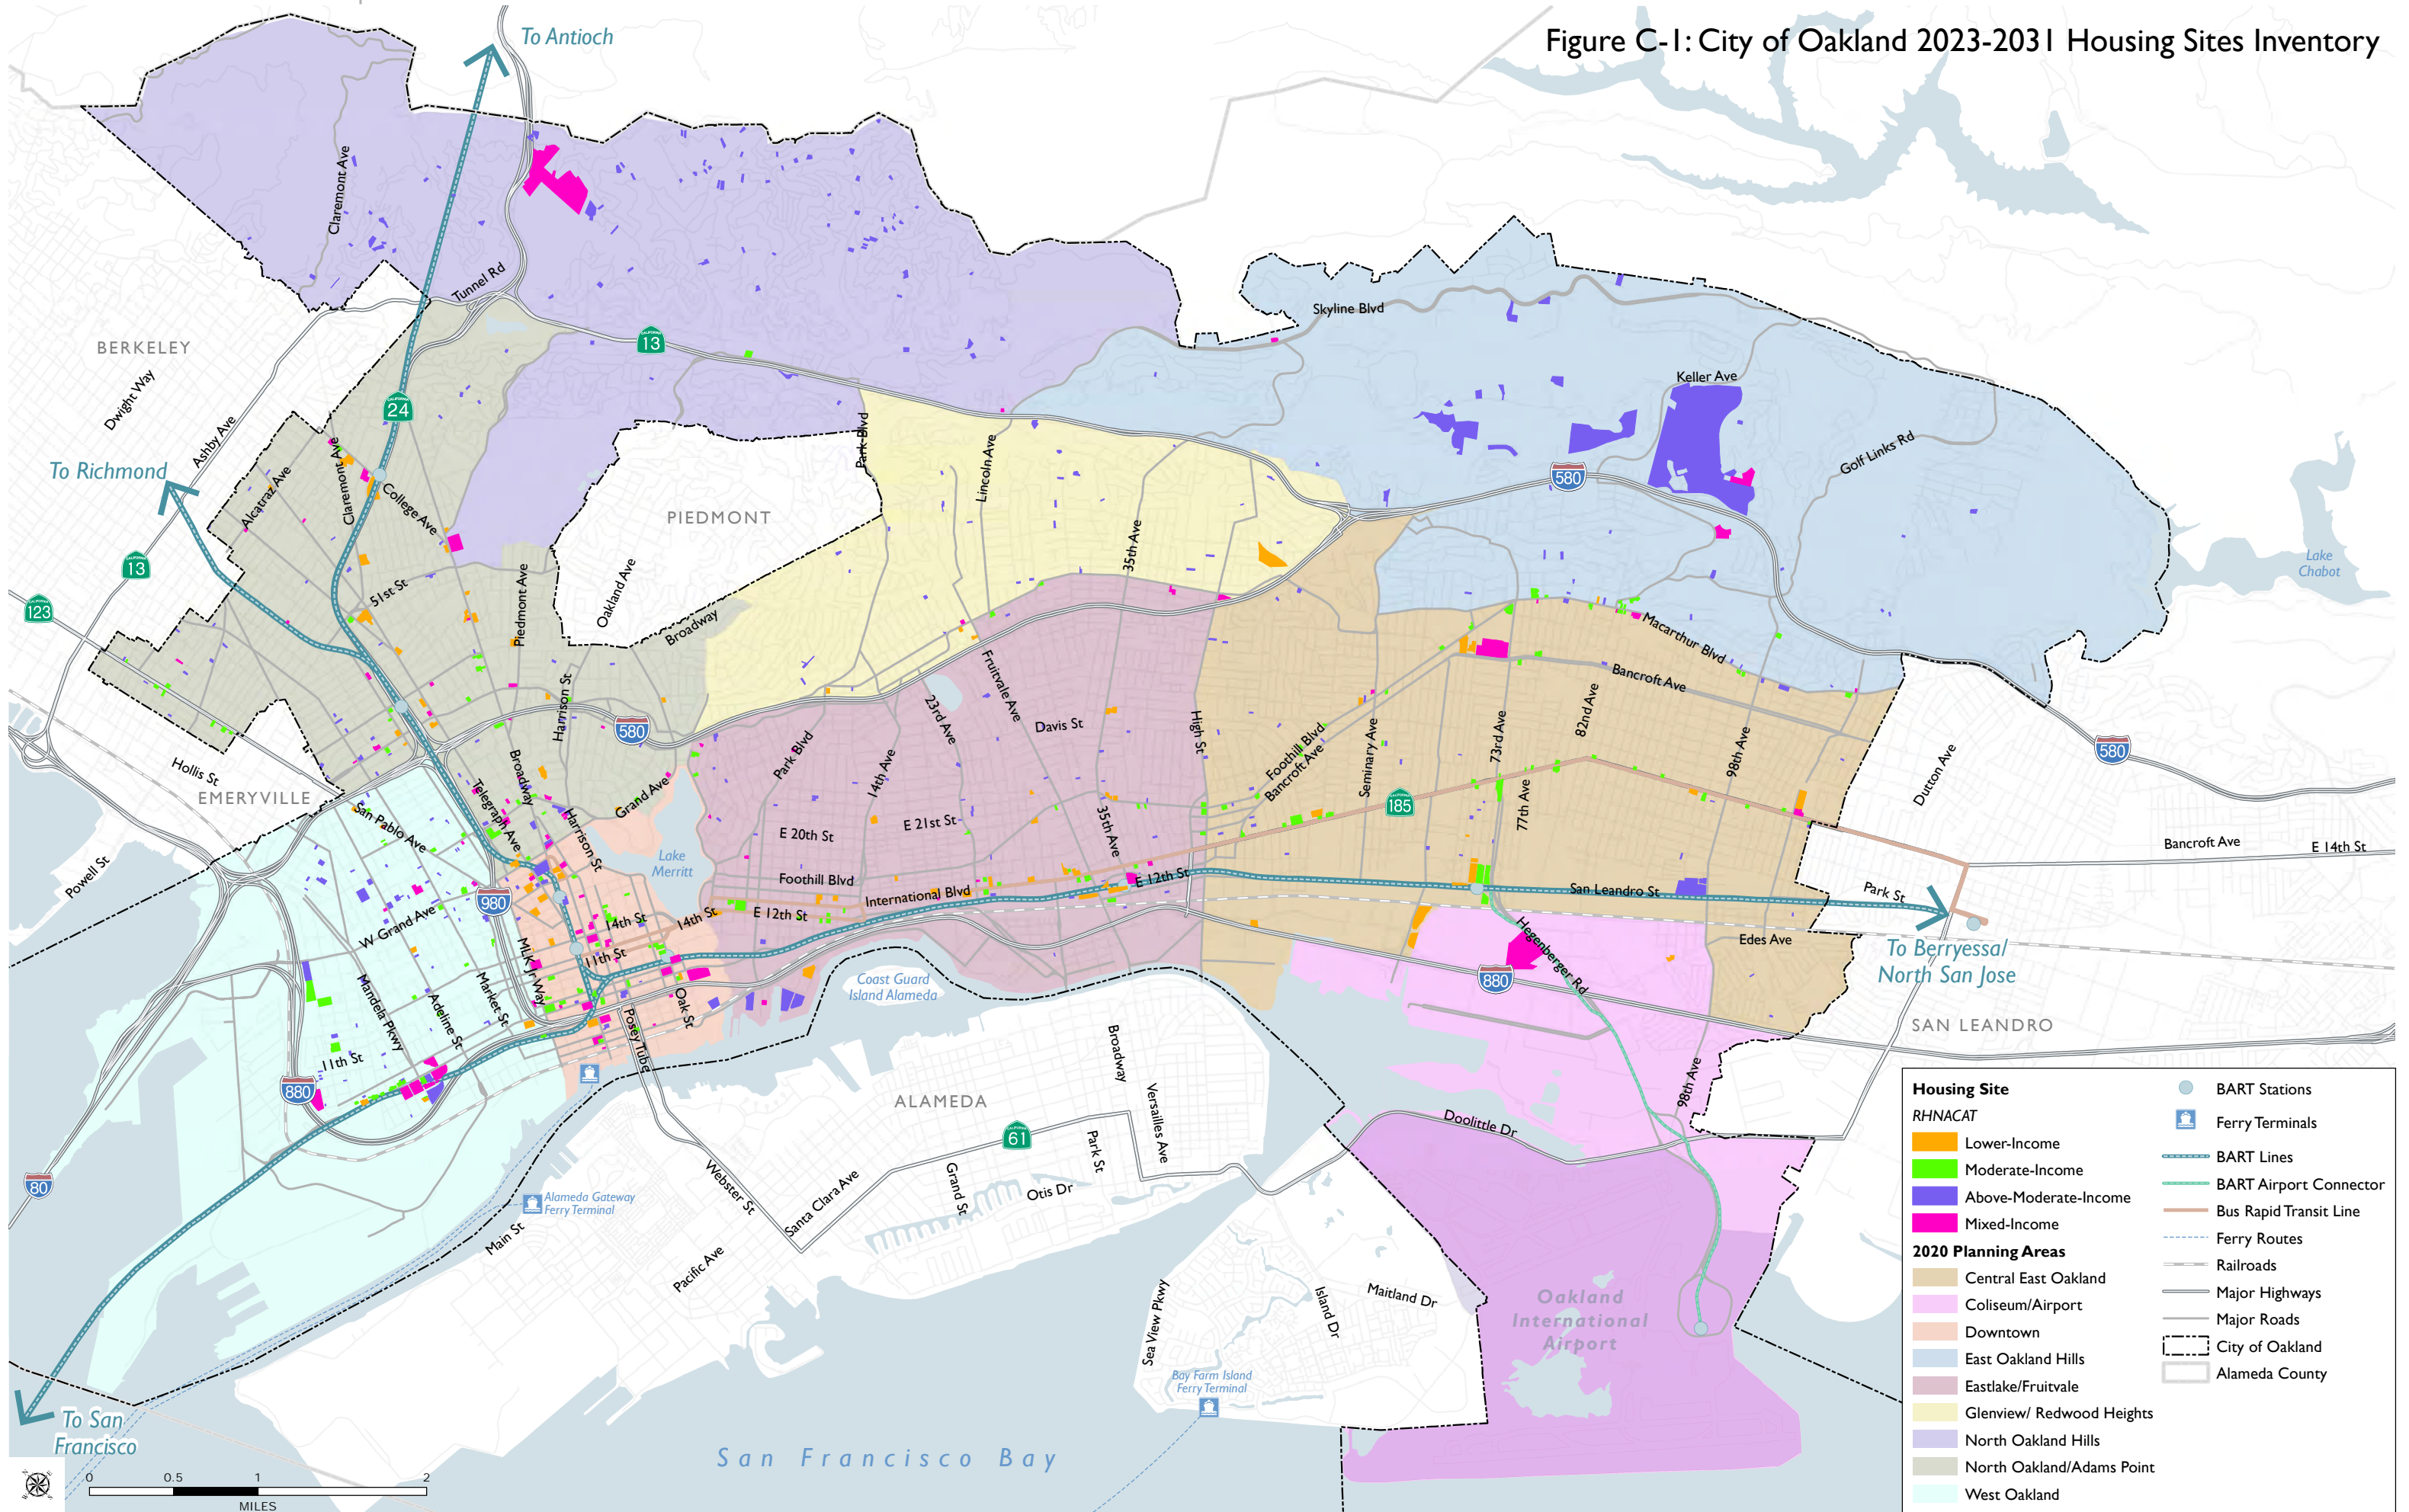 Figure C-1: City of Oakland 2023-2031 Housing Sites Inventory
To Antioch
Claremont Ave
Tunnel Rd
BERKELEY
Dwight Way
Ashby Ave
13
24
Skyline Blvd
Keller Ave
Golf Links Rd
580
Lake
Chabot
To Richmond
Alcatraz Ave
Claremont Ave
College Ave
PIEDMONT
Park Blvd
Lincoln Ave
35th Ave
13
123
51st St
Piedmont Ave
Oakland Ave
Broadway
Harrison St
580
Hollis St
EMERYVILLE
Powell St
San Pablo Ave
Telegraph Ave
Broadway
Harrison St
Grand Ave
Lake
Merritt
Park Blvd
14th Ave
23rd Ave
Fruitvale Ave
Davis St
High St
35th Ave
E 20th St
E 21st St
Foothill Blvd
International Blvd
E 12th St
E 12th St
Foothill Blvd
Bancroft Ave
Seminary Ave
185
73rd Ave
77th Ave
82nd Ave
Macarthur Blvd
Bancroft Ave
98th Ave
Dutton Ave
580
Bancroft Ave
E 14th St
Park St
San Leandro St
Edes Ave
To Berryessal
North San Jose
SAN LEANDRO
980
W Grand Ave
Mandela Pkwy
Adeline St
Market St
MLK Jr Way
14th St
14th St
11th St
Oak St
Posey Tube
11th St
880
80
Coast Guard
Island Alameda
880
Hegenberger Rd
98th Ave
Doolittle Dr
ALAMEDA
Broadway
Versailles Ave
61
Park St
Grand St
Otis Dr
Santa Clara Ave
Webster St
Alameda Gateway
Ferry Terminal
Main St
Pacific Ave
Sea View Pkwy
Island Dr
Maitland Dr
Bay Farm Island
Ferry Terminal
Oakland
International
Airport
To San
Francisco
San Francisco Bay
0 0.5 1 2
MILES
Housing Site
RHNACAT
Lower-Income
Moderate-Income
Above-Moderate-Income
Mixed-Income
2020 Planning Areas
Central East Oakland
Coliseum/Airport
Downtown
East Oakland Hills
Eastlake/Fruitvale
Glenview/ Redwood Heights
North Oakland Hills
North Oakland/Adams Point
West Oakland
BART Stations
Ferry Terminals
BART Lines
BART Airport Connector
Bus Rapid Transit Line
Ferry Routes
Railroads
Major Highways
Major Roads
City of Oakland
Alameda County